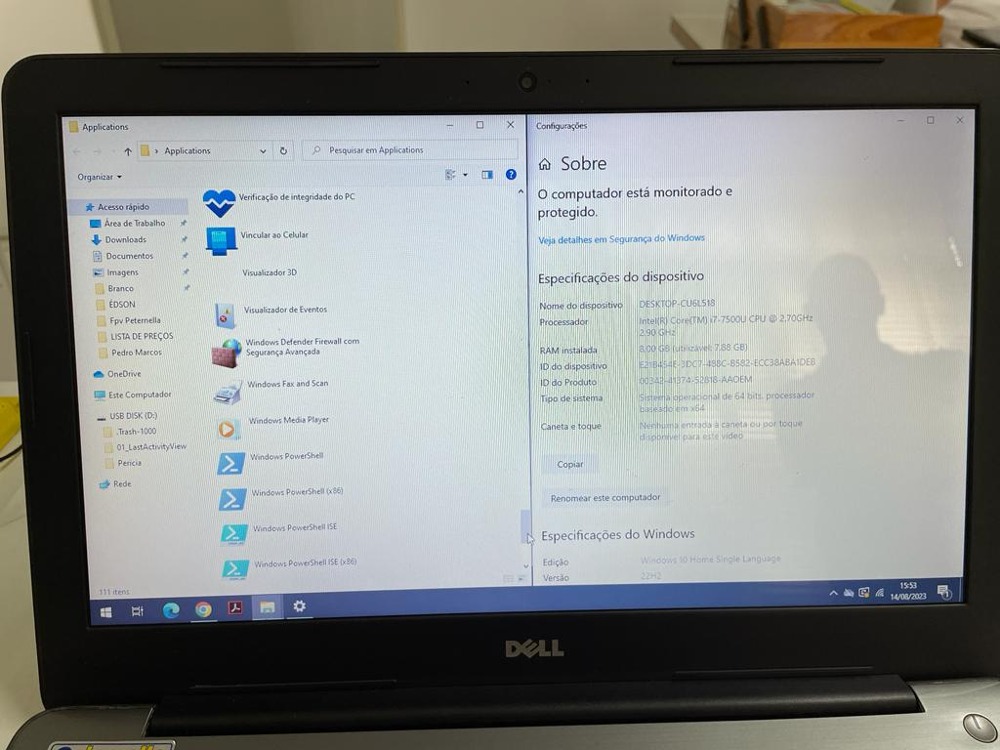 Applications
Applications
Pesquisar em Applications
Organizar
Acesso rápido
Área de Trabalho
Downloads
Documentos
Imagens
Branco
ÉDSON
Fpv Peternella
LISTA DE PREÇOS
Pedro Marcos
OneDrive
Este Computador
USB DISK (D:)
.Trash-1000
01_LastActivityView
Pericia
Rede
111 itens
Verificação de integridade do PC
Vincular ao Celular
Visualizador 3D
Visualizador de Eventos
Windows Defender Firewall com
Segurança Avançada
Windows Fax and Scan
Windows Media Player
Windows PowerShell
Windows PowerShell (x86)
Windows PowerShell ISE
Windows PowerShell ISE (x86)
Configurações
Sobre
O computador está monitorado e
protegido.
Veja detalhes em Segurança do Windows
Especificações do dispositivo
Nome do dispositivo DESKTOP-CU6L518
Processador Intel(R) Core(TM) i7-7500U CPU @ 2.70GHz
2.90 GHz
RAM instalada 8,00 GB (utilizável: 7,88 GB)
ID do dispositivo E21B454E-3DC7-488C-B582-ECC38ABA1DEB
ID do Produto 00342-41374-52818-AAOEM
Tipo de sistema Sistema operacional de 64 bits, processador
baseado em x64
Caneta e toque Nenhuma entrada à caneta ou por toque
disponível para este vídeo
Copiar
Renomear este computador
Especificações do Windows
Edição Windows 10 Home Single Language
Versão 22H2
15:53
14/08/2023
DELL